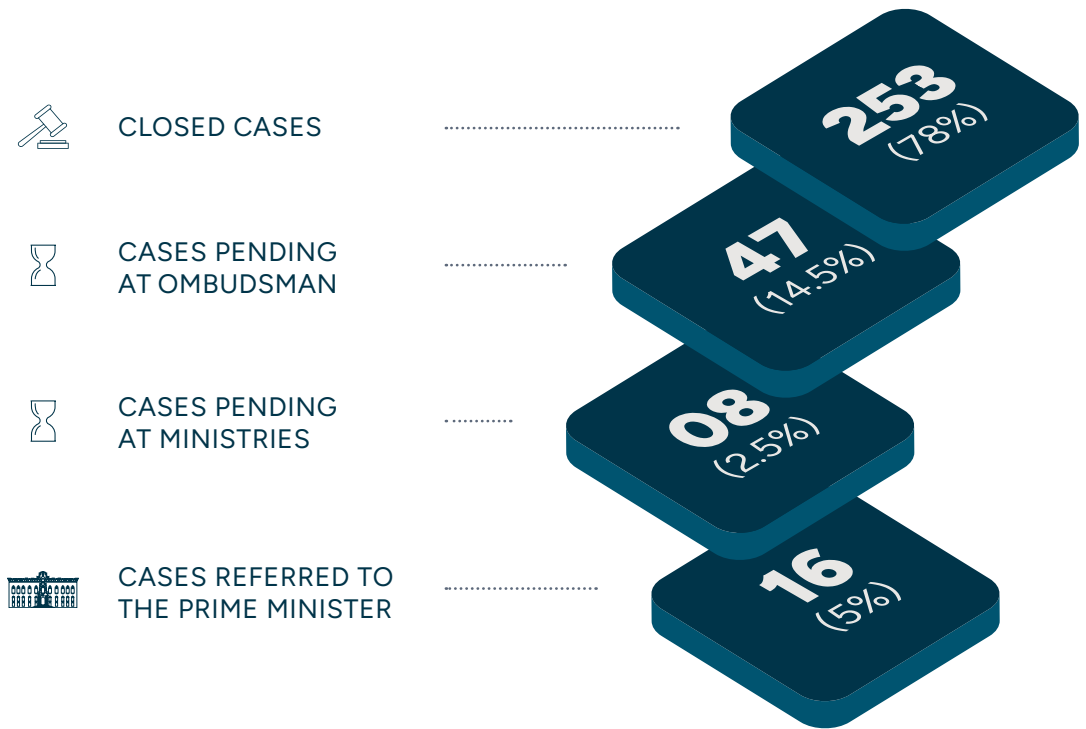 CLOSED CASES
253
(78%)
CASES PENDING
AT OMBUDSMAN
47
(14.5%)
CASES PENDING
AT MINISTRIES
08
(2.5%)
CASES REFERRED TO
THE PRIME MINISTER
16
(5%)